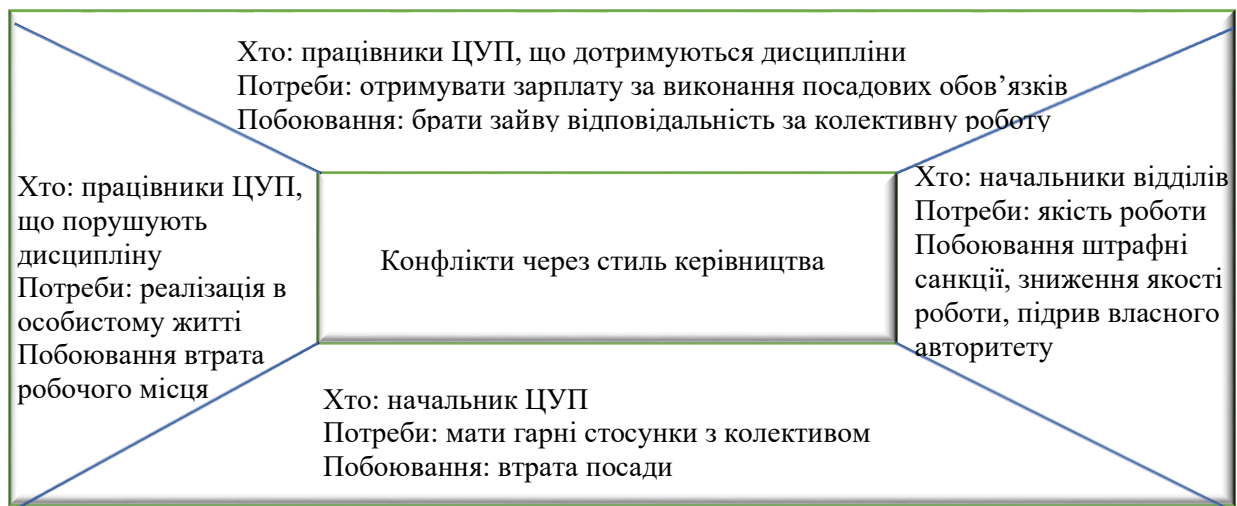 Хто: працівники ЦУП, що дотримуються дисципліни
Потреби: отримувати зарплату за виконання посадових обов’язків
Побоювання: брати зайву відповідальність за колективну роботу
Хто: працівники ЦУП,
що порушують
дисципліну
Потреби: реалізація в
особистому житті
Побоювання втрата
робочого місця
Конфлікти через стиль керівництва
Хто: начальники відділів
Потреби: якість роботи
Побоювання штрафні
санкції, зниження якості
роботи, підрив власного
авторитету
Хто: начальник ЦУП
Потреби: мати гарні стосунки з колективом
Побоювання: втрата посади